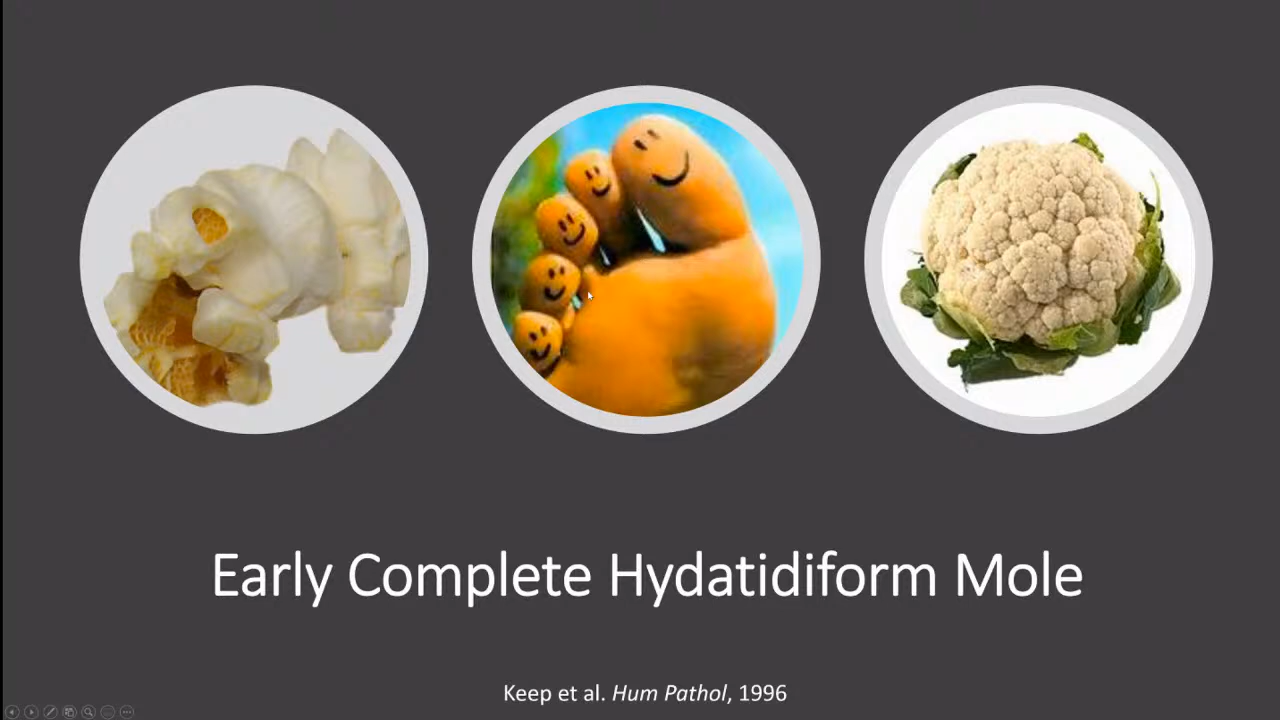 Early Complete Hydatidiform Mole
Keep et al. Hum Pathol, 1996